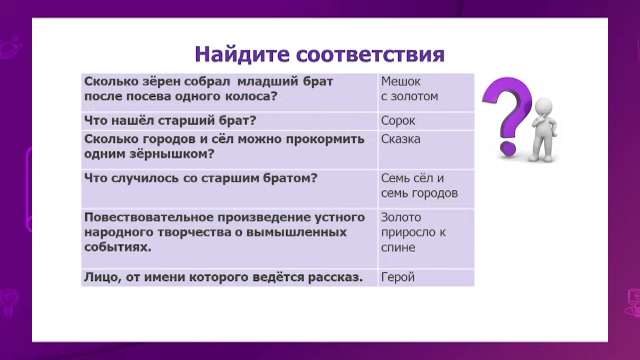 Найдите соответствия
Сколько зёрен собрал младший брат
после посева одного колоса?
Мешок
с золотом
Что нашёл старший брат?
Сорок
Сколько городов и сёл можно прокормить
одним зёрнышком?
Сказка
Что случилось со старшим братом?
Семь сёл и
семь городов
Повествовательное произведение устного
народного творчества о вымышленных
событиях.
Золото
приросло к
спине
Лицо, от имени которого ведётся рассказ.
Герой